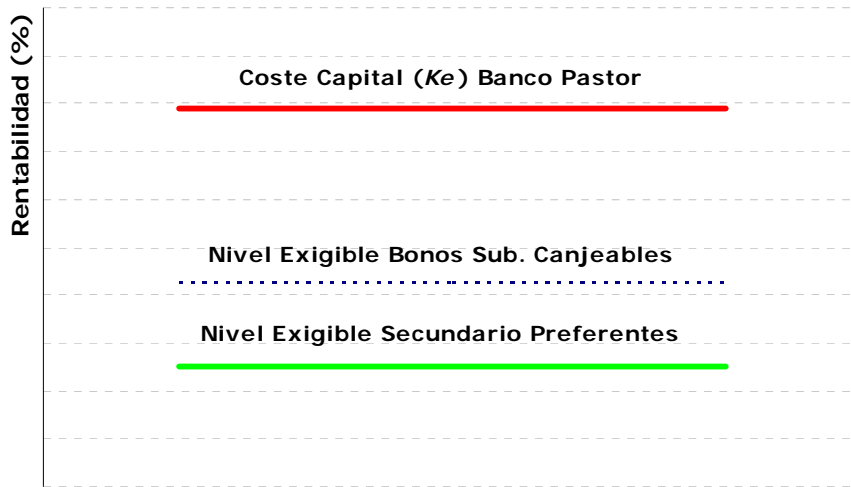 Rentabilidad (%)
Coste Capital (Ke) Banco Pastor
Nivel Exigible Bonos Sub. Canjeables
Nivel Exigible Secundario Preferentes